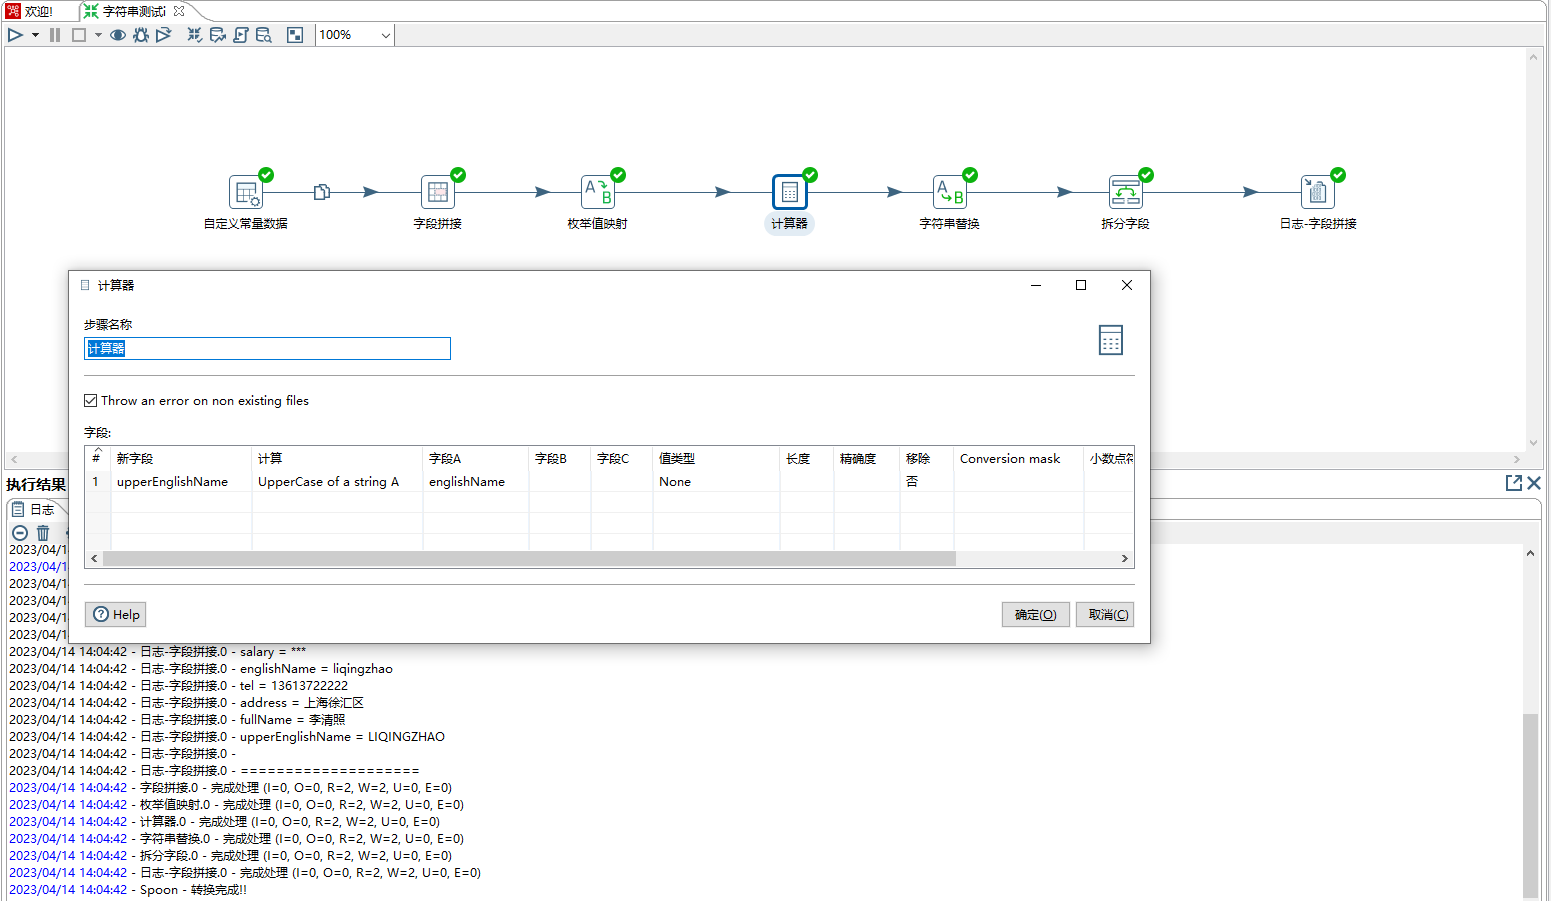 欢迎!
字符串测试i
100%
自定义常量数据
字段拼接
枚举值映射
计算器
字符串替换
拆分字段
日志-字段拼接
计算器
步骤名称
计算器
Throw an error on non existing files
字段:
# 新字段 计算 字段A 字段B 字段C 值类型 长度 精确度 移除 Conversion mask 小数点符
1 upperEnglishName UpperCase of a string A englishName None 否
Help 确定(O) 取消(C)
执行结果
日志
2023/04/1
2023/04/1
2023/04/1
2023/04/1
2023/04/1
2023/04/1
2023/04/14 14:04:42 - 日志-字段拼接.0 - salary = ***
2023/04/14 14:04:42 - 日志-字段拼接.0 - englishName = liqingzhao
2023/04/14 14:04:42 - 日志-字段拼接.0 - tel = 13613722222
2023/04/14 14:04:42 - 日志-字段拼接.0 - address = 上海徐汇区
2023/04/14 14:04:42 - 日志-字段拼接.0 - fullName = 李清照
2023/04/14 14:04:42 - 日志-字段拼接.0 - upperEnglishName = LIQINGZHAO
2023/04/14 14:04:42 - 日志-字段拼接.0 -
2023/04/14 14:04:42 - 日志-字段拼接.0 - ====================
2023/04/14 14:04:42 - 字段拼接.0 - 完成处理 (I=0, O=0, R=2, W=2, U=0, E=0)
2023/04/14 14:04:42 - 枚举值映射.0 - 完成处理 (I=0, O=0, R=2, W=2, U=0, E=0)
2023/04/14 14:04:42 - 计算器.0 - 完成处理 (I=0, O=0, R=2, W=2, U=0, E=0)
2023/04/14 14:04:42 - 字符串替换.0 - 完成处理 (I=0, O=0, R=2, W=2, U=0, E=0)
2023/04/14 14:04:42 - 拆分字段.0 - 完成处理 (I=0, O=0, R=2, W=2, U=0, E=0)
2023/04/14 14:04:42 - 日志-字段拼接.0 - 完成处理 (I=0, O=0, R=2, W=2, U=0, E=0)
2023/04/14 14:04:42 - Spoon - 转换完成!!